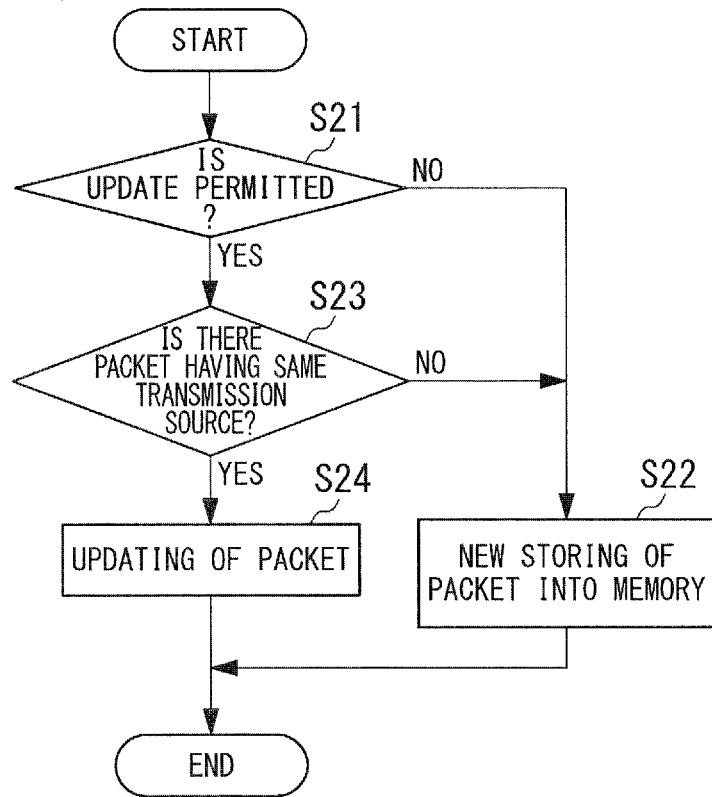 START
S21
IS
UPDATE PERMITTED
?
NO
YES
S23
IS THERE
PACKET HAVING SAME
TRANSMISSION
SOURCE?
NO
YES
S24
UPDATING OF PACKET
S22
NEW STORING OF
PACKET INTO MEMORY
END